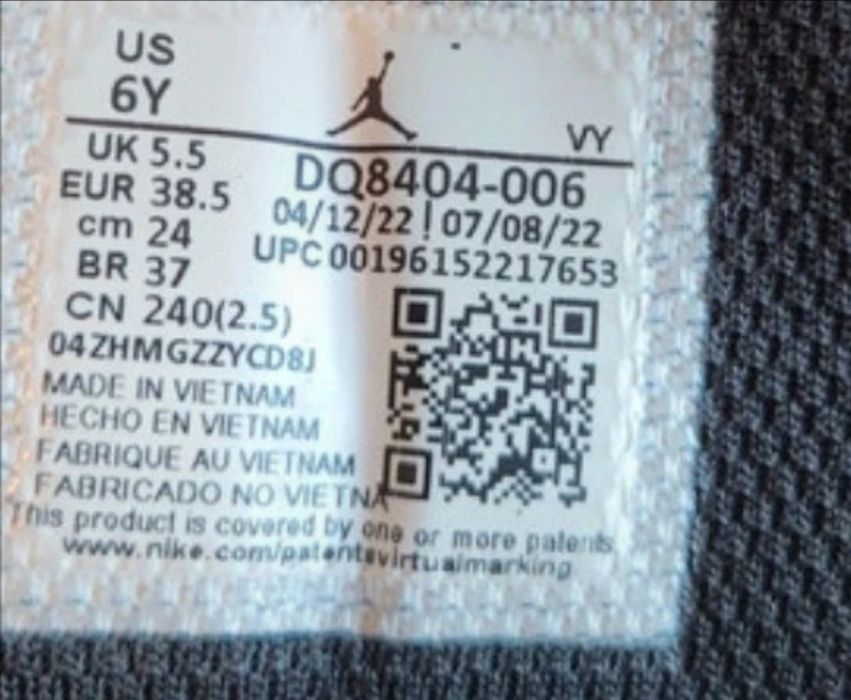 US
6Y
VY
UK 5.5
EUR 38.5
cm 24
BR 37
CN 240(2.5)
DQ8404-006
04/12/22 | 07/08/22
UPC 00196152217653
04ZHMGZZYCD8J
MADE IN VIETNAM
HECHO EN VIETNAM
FABRIQUE AU VIETNAM
FABRICADO NO VIETNA
This product is covered by one or more patents
www.nike.com/patentsvirtualmarking